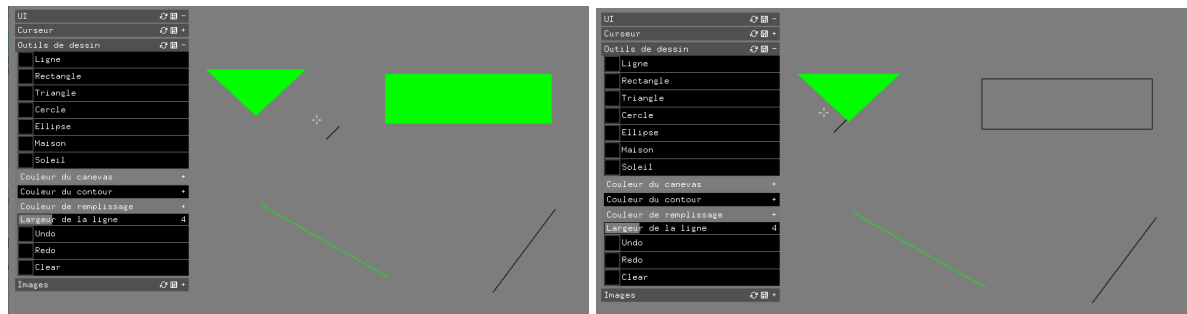 UI
Curseur
Outils de dessin
Ligne
Rectangle
Triangle
Cercle
Ellipse
Maison
Soleil
Couleur du canevas
Couleur du contour
Couleur de remplissage
Largeur de la ligne 4
Undo
Redo
Clear
Images
UI
Curseur
Outils de dessin
Ligne
Rectangle
Triangle
Cercle
Ellipse
Maison
Soleil
Couleur du canevas
Couleur du contour
Couleur de remplissage
Largeur de la ligne 4
Undo
Redo
Clear
Images